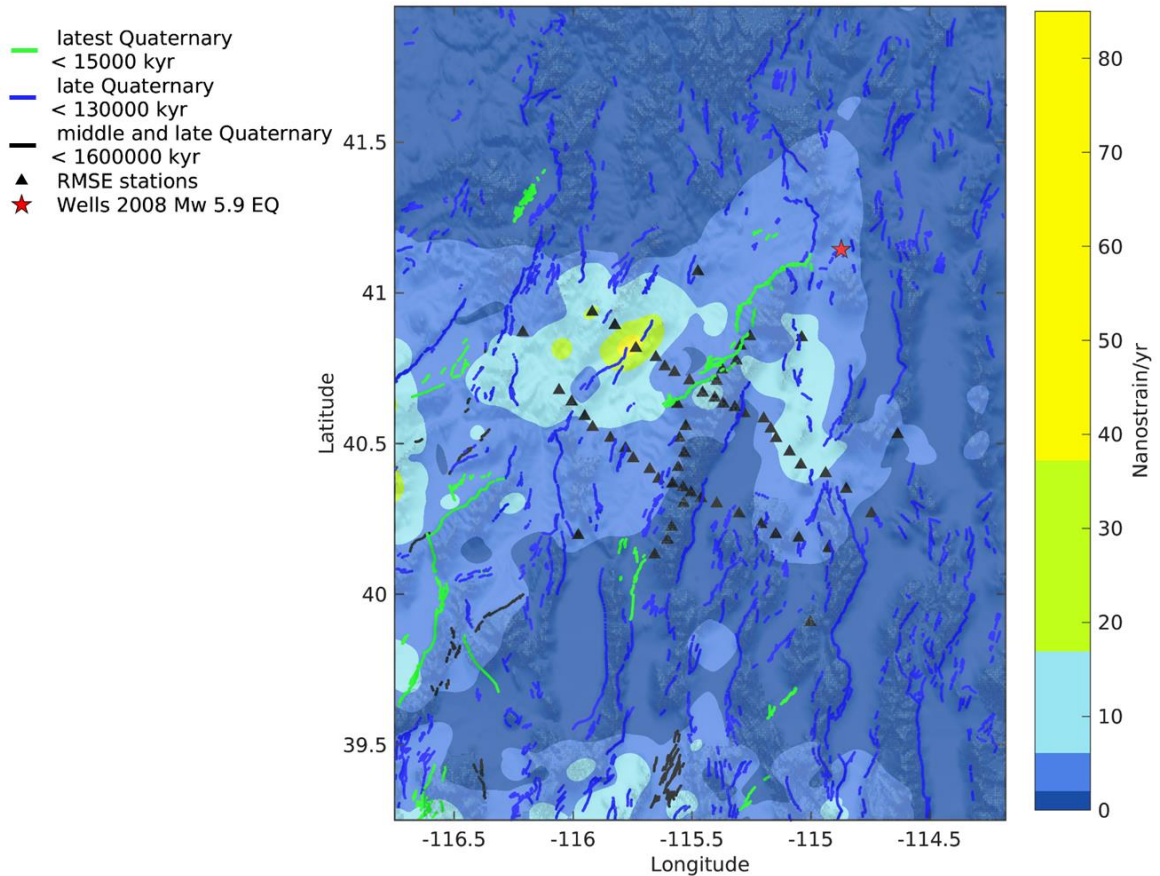 latest Quaternary
< 15000 kyr
late Quaternary
< 130000 kyr
middle and late Quaternary
< 1600000 kyr
RMSE stations
Wells 2008 Mw 5.9 EQ
41.5
41
40.5
40
39.5
Latitude
-116.5
-116
-115.5
-115
-114.5
Longitude
80
70
60
50
40
30
20
10
0
Nanostrain/yr